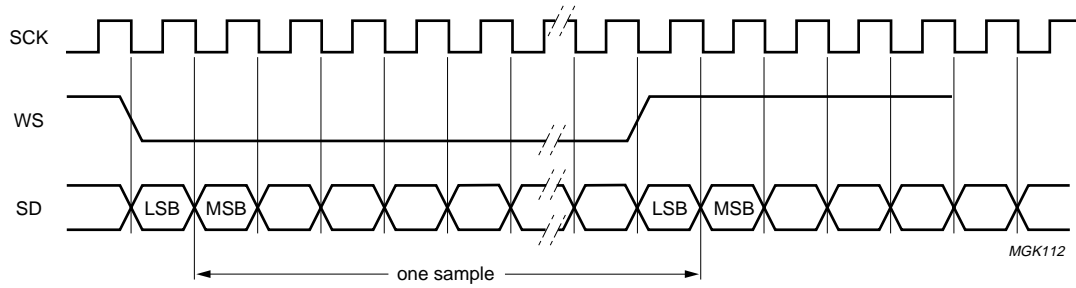 SCK
WS
SD
LSB
MSB
LSB
MSB
MGK112
one sample